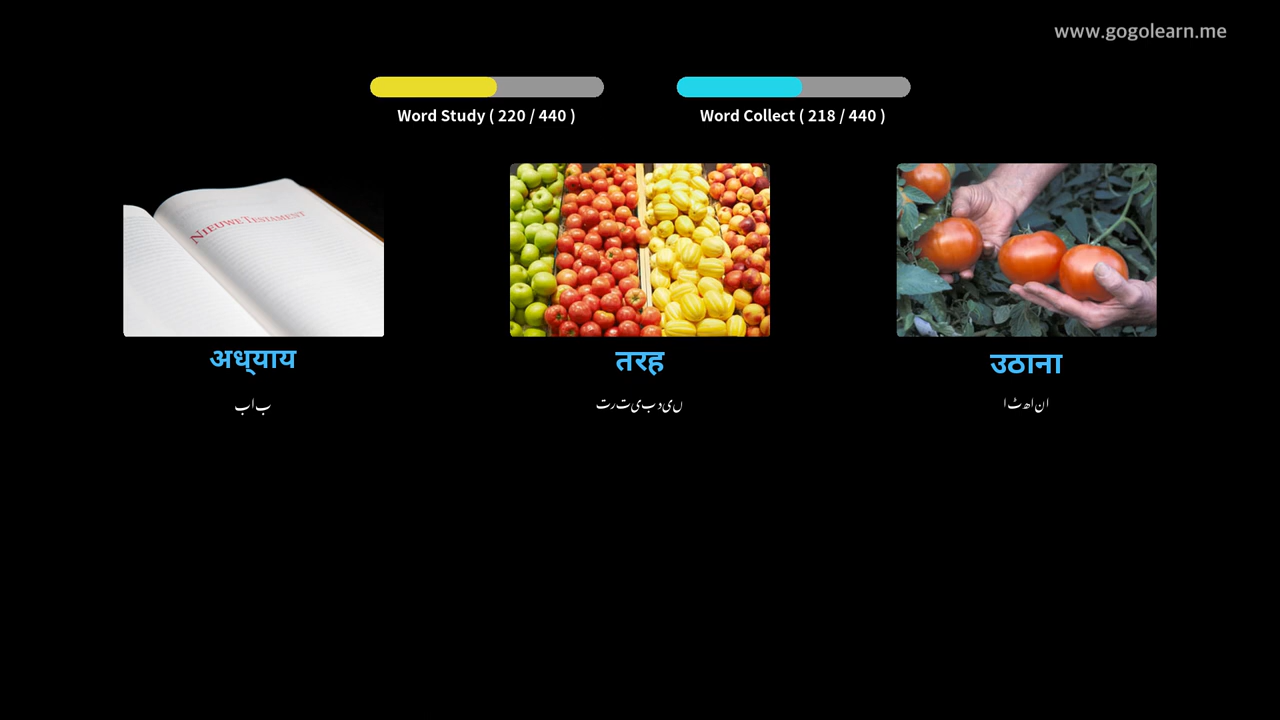 www.gogolearn.me
Word Study ( 220 / 440 )
Word Collect ( 218 / 440 )
अध्याय
तरह
उठाना
باب
ترتیب دیں
اٹھانا
NIEUWE TESTAMENT